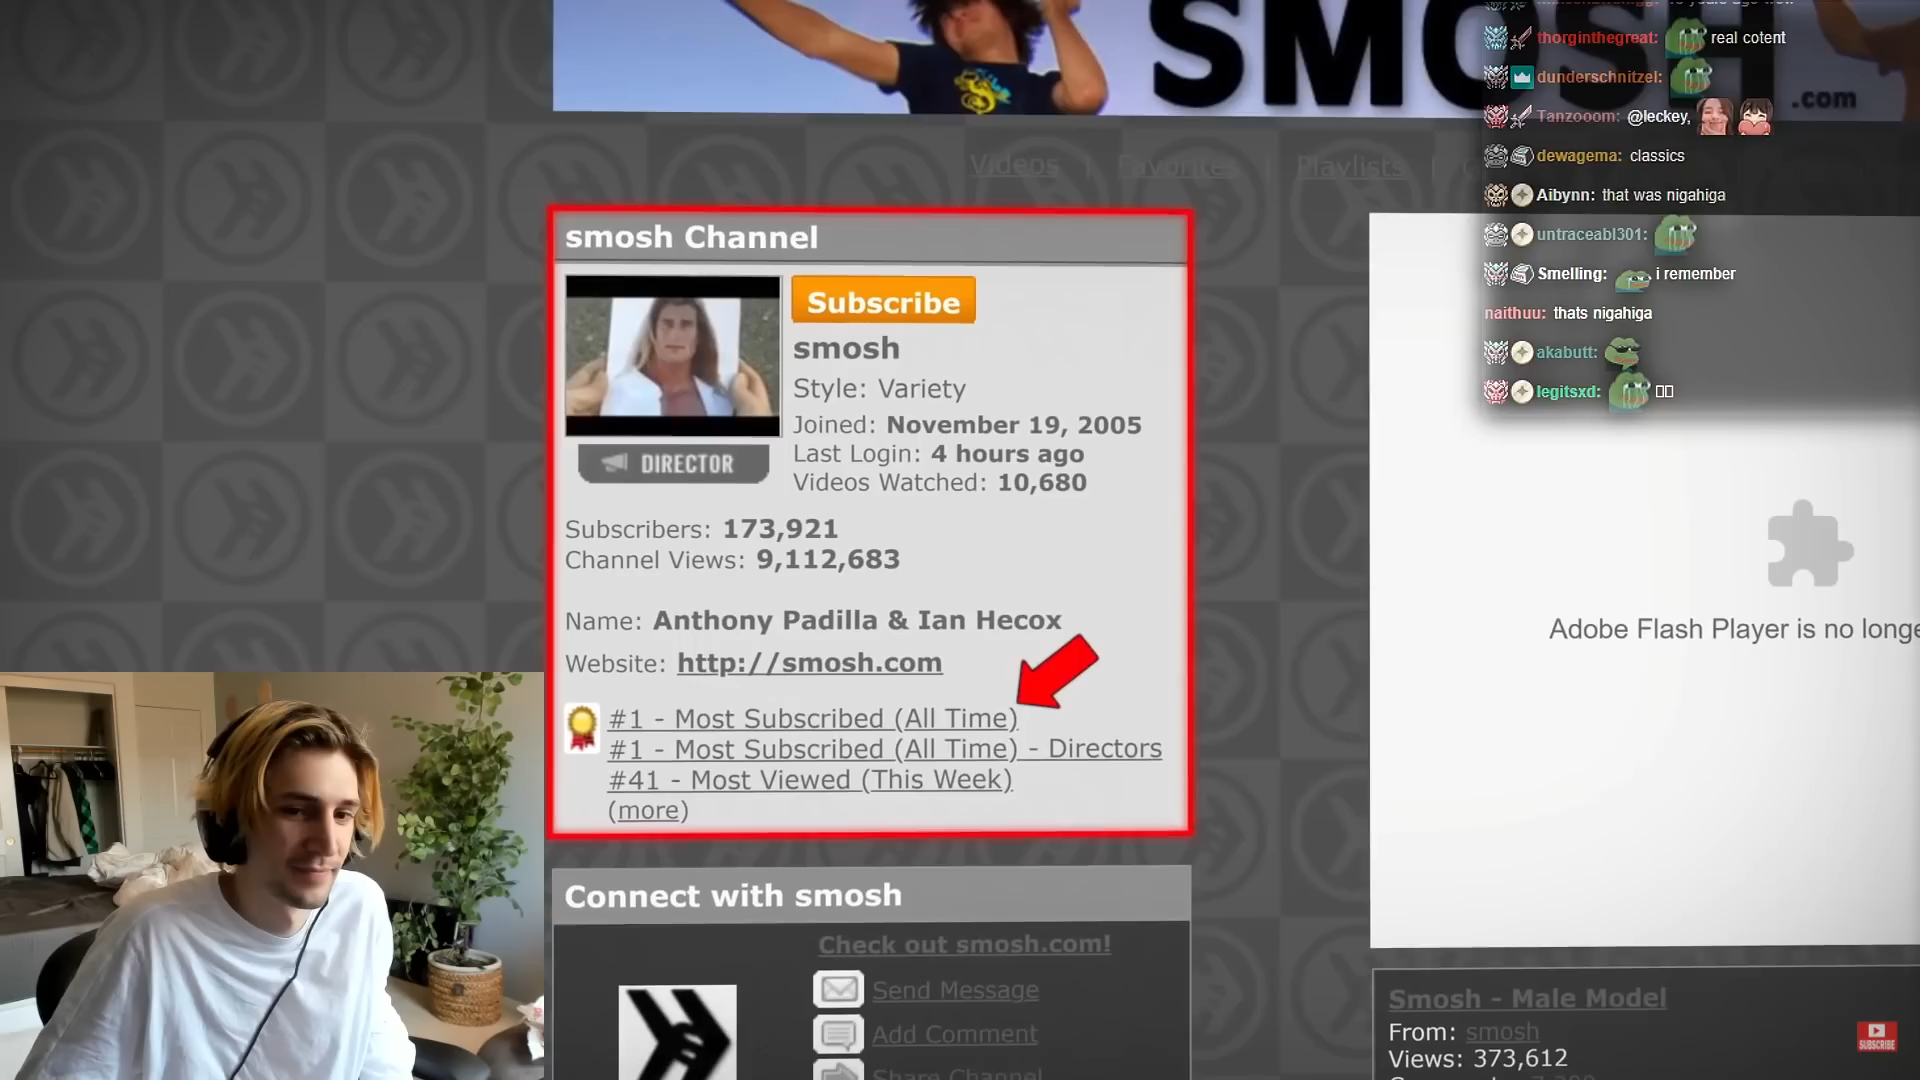 SMOSH
.com
thorginthegreat: real cotent
dunderschnitzel:
Tanzooom: @leckey,
dewagema: classics
Aibynn: that was nigahiga
untraceabl301:
Smelling: i remember
naithuu: thats nigahiga
akabutt:
legitsxd:
Videos | Favorites | Playlists |
smosh Channel
Subscribe
smosh
Style: Variety
Joined: November 19, 2005
Last Login: 4 hours ago
Videos Watched: 10,680
DIRECTOR
Subscribers: 173,921
Channel Views: 9,112,683
Name: Anthony Padilla & Ian Hecox
Website: http://smosh.com
#1 - Most Subscribed (All Time)
#1 - Most Subscribed (All Time) - Directors
#41 - Most Viewed (This Week)
(more)
Connect with smosh
Check out smosh.com!
Send Message
Add Comment
Share Channel
Adobe Flash Player is no longe
Smosh - Male Model
From: smosh
Views: 373,612
SUBSCRIBE